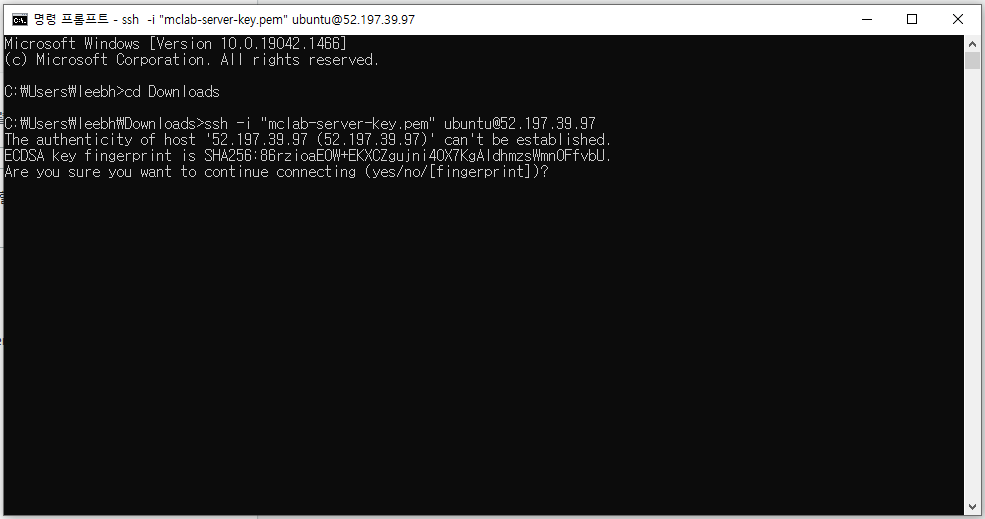 명령 프롬프트 - ssh -i "mclab-server-key.pem" ubuntu@52.197.39.97
Microsoft Windows [Version 10.0.19042.1466]
(c) Microsoft Corporation. All rights reserved.
C:\Users\leebh>cd Downloads
C:\Users\leebh\Downloads>ssh -i "mclab-server-key.pem" ubuntu@52.197.39.97
The authenticity of host '52.197.39.97 (52.197.39.97)' can't be established.
ECDSA key fingerprint is SHA256:86rzioaEOW+EKXCZgujni4OX7KgAIdhmzsWmnOFfvbU.
Are you sure you want to continue connecting (yes/no/[fingerprint])?